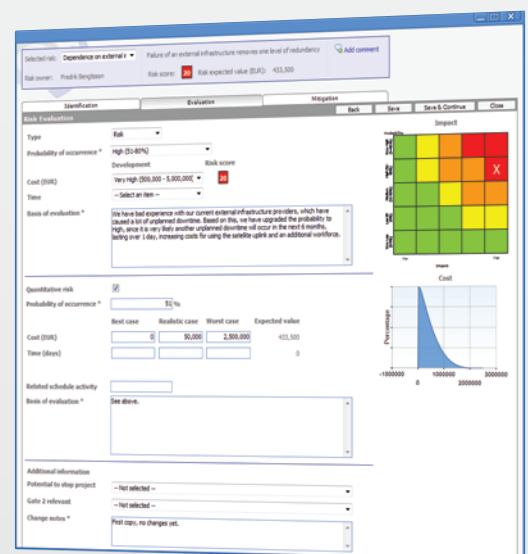 Selected risk: Dependence on external i
Failure of an external infrastructure removes one level of redundancy
Add comment
Risk owner: Fredrik Bengtsson
Risk score: 20 Risk expected value (EUR): 433,500
Identification Evaluation Mitigation
Risk Evaluation
Back Save Save & Continue Close
Type Risk
Probability of occurrence * High (51-80%)
Development Risk score
Cost (EUR) Very High (500,000 - 5,000,000) 20
Time -- Select an item --
Basis of evaluation * We have bad experience with our current external infrastructure providers, which have
caused a lot of unplanned downtime. Based on this, we have upgraded the probability to
High, since it is very likely another unplanned downtime will occur in the next 6 months,
lasting over 1 day, increasing costs for using the satellite uplink and an additional workforce.
Impact
Probability
X
Impact
Quantitative risk
Probability of occurrence * 51 %
Best case Realistic case Worst case Expected value
Cost (EUR) 0 50,000 2,500,000 433,500
Time (days) 0
Cost
Percentage
-1000000 0 1000000 2000000 3000000
Related schedule activity
Basis of evaluation * See above.
Additional information
Potential to stop project -- Not selected --
Gate 2 relevant -- Not selected --
Change notes * First copy, no changes yet.